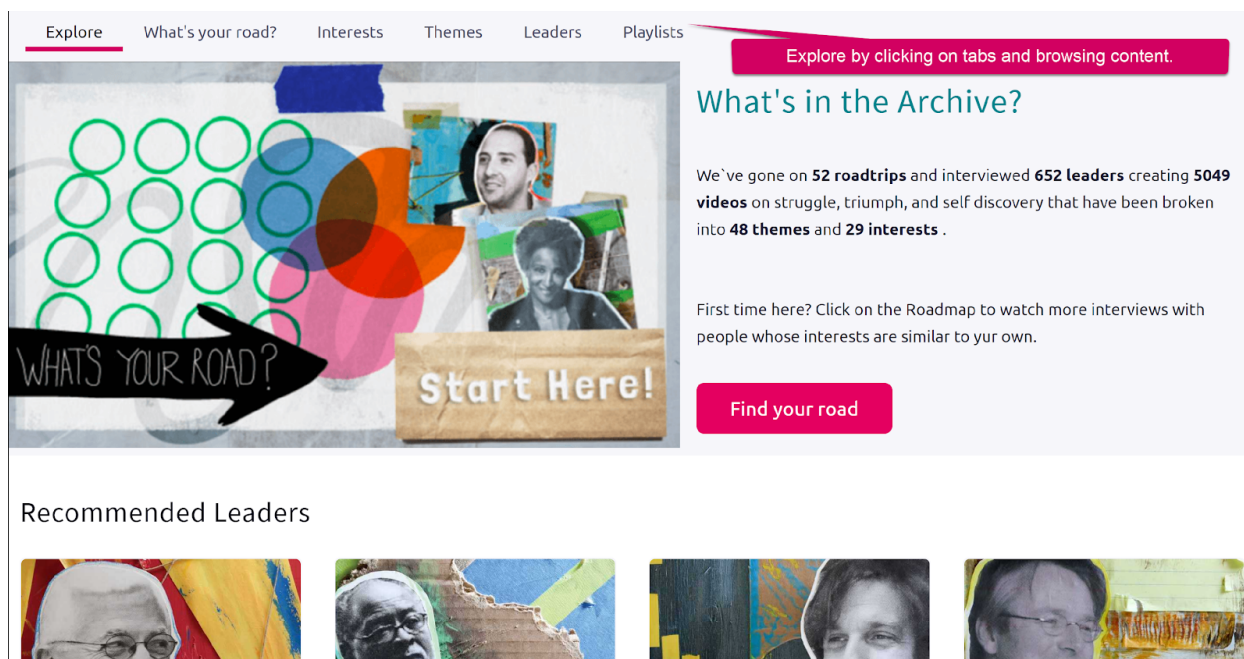 Explore What's your road? Interests Themes Leaders Playlists
Explore by clicking on tabs and browsing content.
What's in the Archive?
We`ve gone on 52 roadtrips and interviewed 652 leaders creating 5049
videos on struggle, triumph, and self discovery that have been broken
into 48 themes and 29 interests .
First time here? Click on the Roadmap to watch more interviews with
people whose interests are similar to yur own.
WHAT'S YOUR ROAD?
Start Here!
Find your road
Recommended Leaders